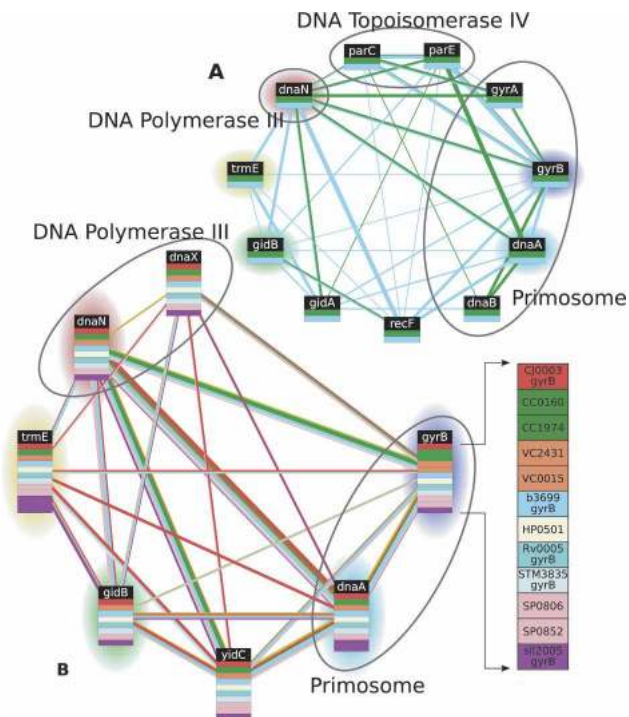 DNA Topoisomerase IV
parC
parE
A
dnaN
gyrA
DNA Polymerase III
trmE
gyrB
DNA Polymerase III
gidB
dnaA
dnaX
gidA
dnaB
Primosome
recF
dnaN
CJ0003
gyrB
CC0160
CC1974
trmE
gyrB
VC2431
VC0015
b3699
gyrB
HP0501
Rv0005
gyrB
STM3835
gyrB
gidB
dnaA
SP0806
SP0852
sll2005
gyrB
B
yidC
Primosome